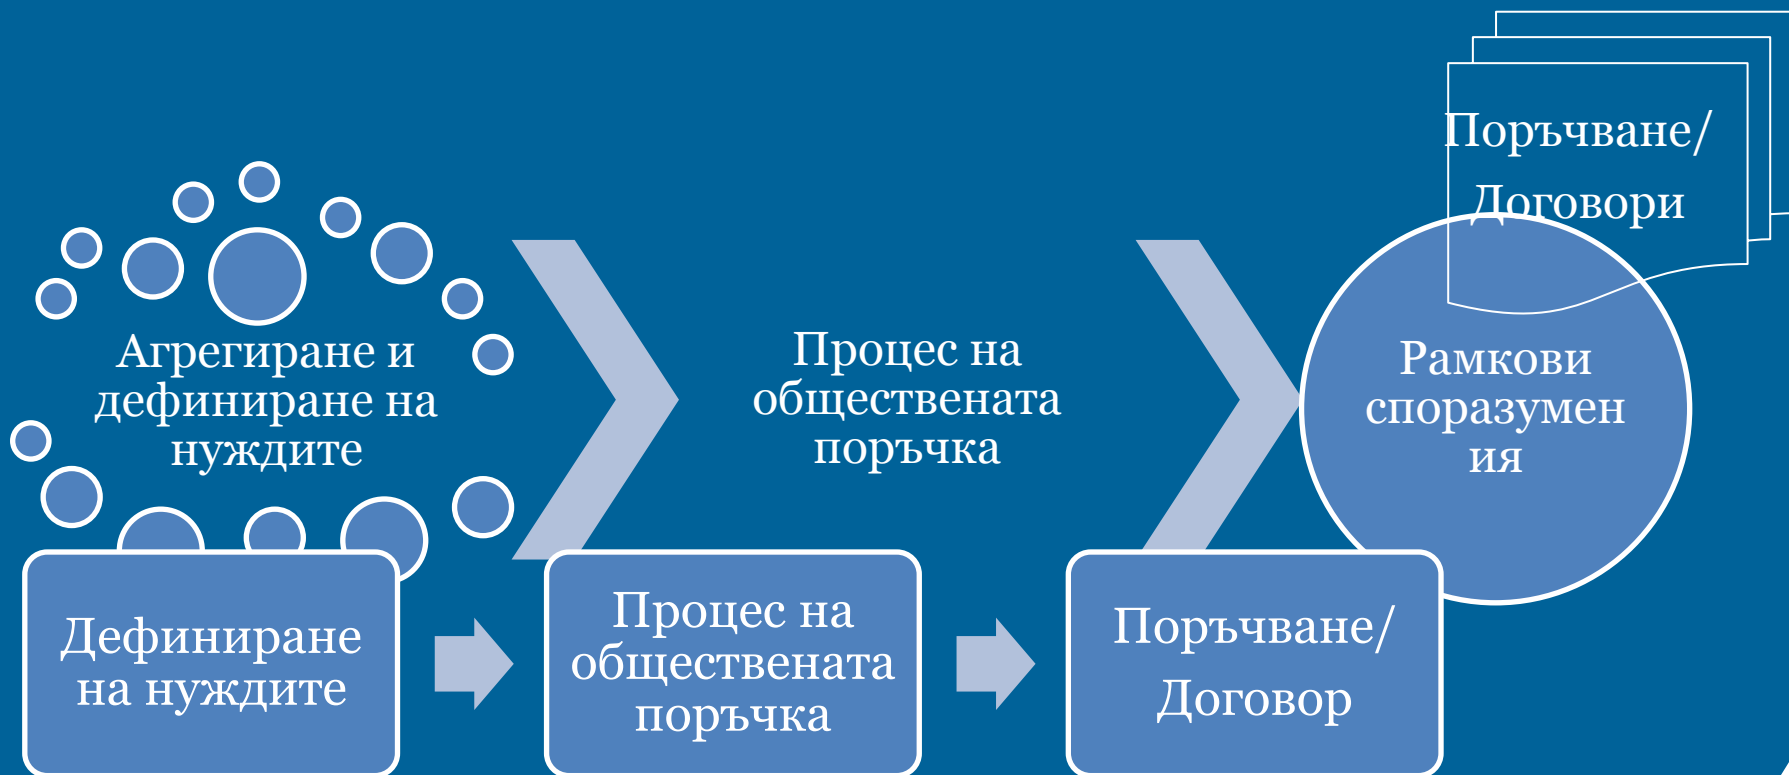 Поръчване/
Договори
Агрегиране и
дефиниране на
нуждите
Процес на
обществената
поръчка
Рамкови
споразумен
ия
Дефиниране
на нуждите
Процес на
обществената
поръчка
Поръчване/
Договор